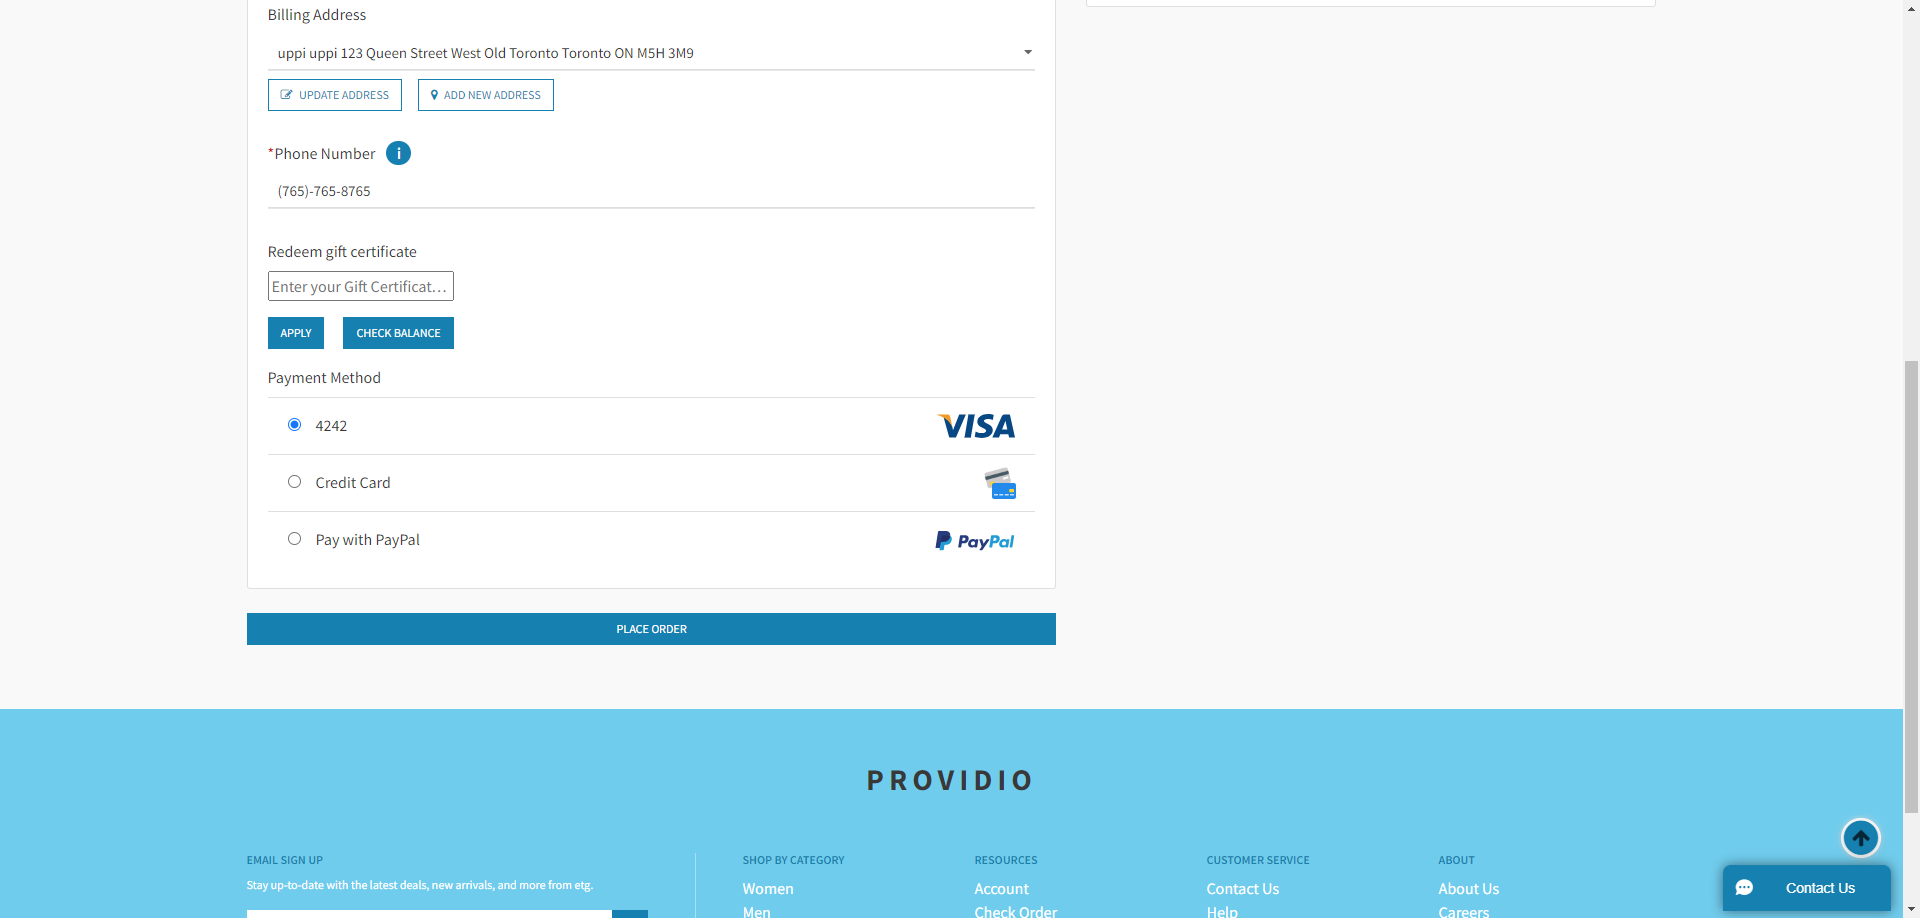 Billing Address
uppi uppi 123 Queen Street West Old Toronto Toronto ON M5H 3M9
UPDATE ADDRESS
ADD NEW ADDRESS
*Phone Number
i
(765)-765-8765
Redeem gift certificate
Enter your Gift Certificat...
APPLY
CHECK BALANCE
Payment Method
4242
VISA
Credit Card
Pay with PayPal
PayPal
PLACE ORDER
PROVIDIO
EMAIL SIGN UP
Stay up-to-date with the latest deals, new arrivals, and more from etg.
SHOP BY CATEGORY
Women
Men
RESOURCES
Account
Check Order
CUSTOMER SERVICE
Contact Us
Help
ABOUT
About Us
Careers
Contact Us